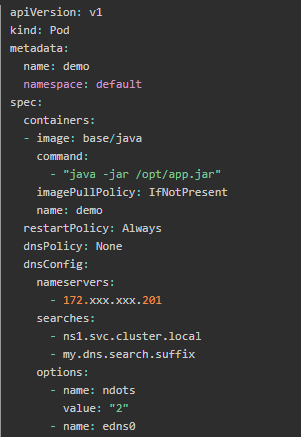 apiVersion: v1
kind: Pod
metadata:
  name: demo
  namespace: default
spec:
  containers:
  - image: base/java
    command:
      - "java -jar /opt/app.jar"
    imagePullPolicy: IfNotPresent
    name: demo
  restartPolicy: Always
  dnsPolicy: None
  dnsConfig:
    nameservers:
      - 172.xxx.xxx.201
    searches:
      - ns1.svc.cluster.local
      - my.dns.search.suffix
    options:
      - name: ndots
        value: "2"
      - name: edns0